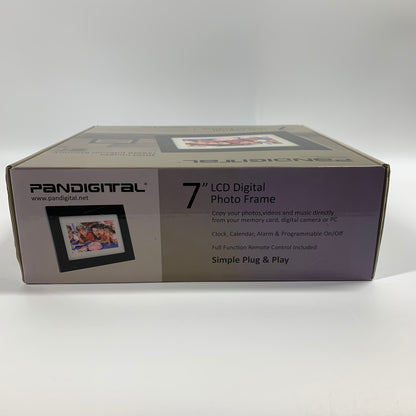 PANDIGITAL
PANDIGITAL®
www.pandigital.net
7" LCD Digital
Photo Frame
Copy your photos,videos and music directly
from your memory card, digital camera or PC
Clock, Calendar, Alarm & Programmable On/Off
Full Function Remote Control Included
Simple Plug & Play